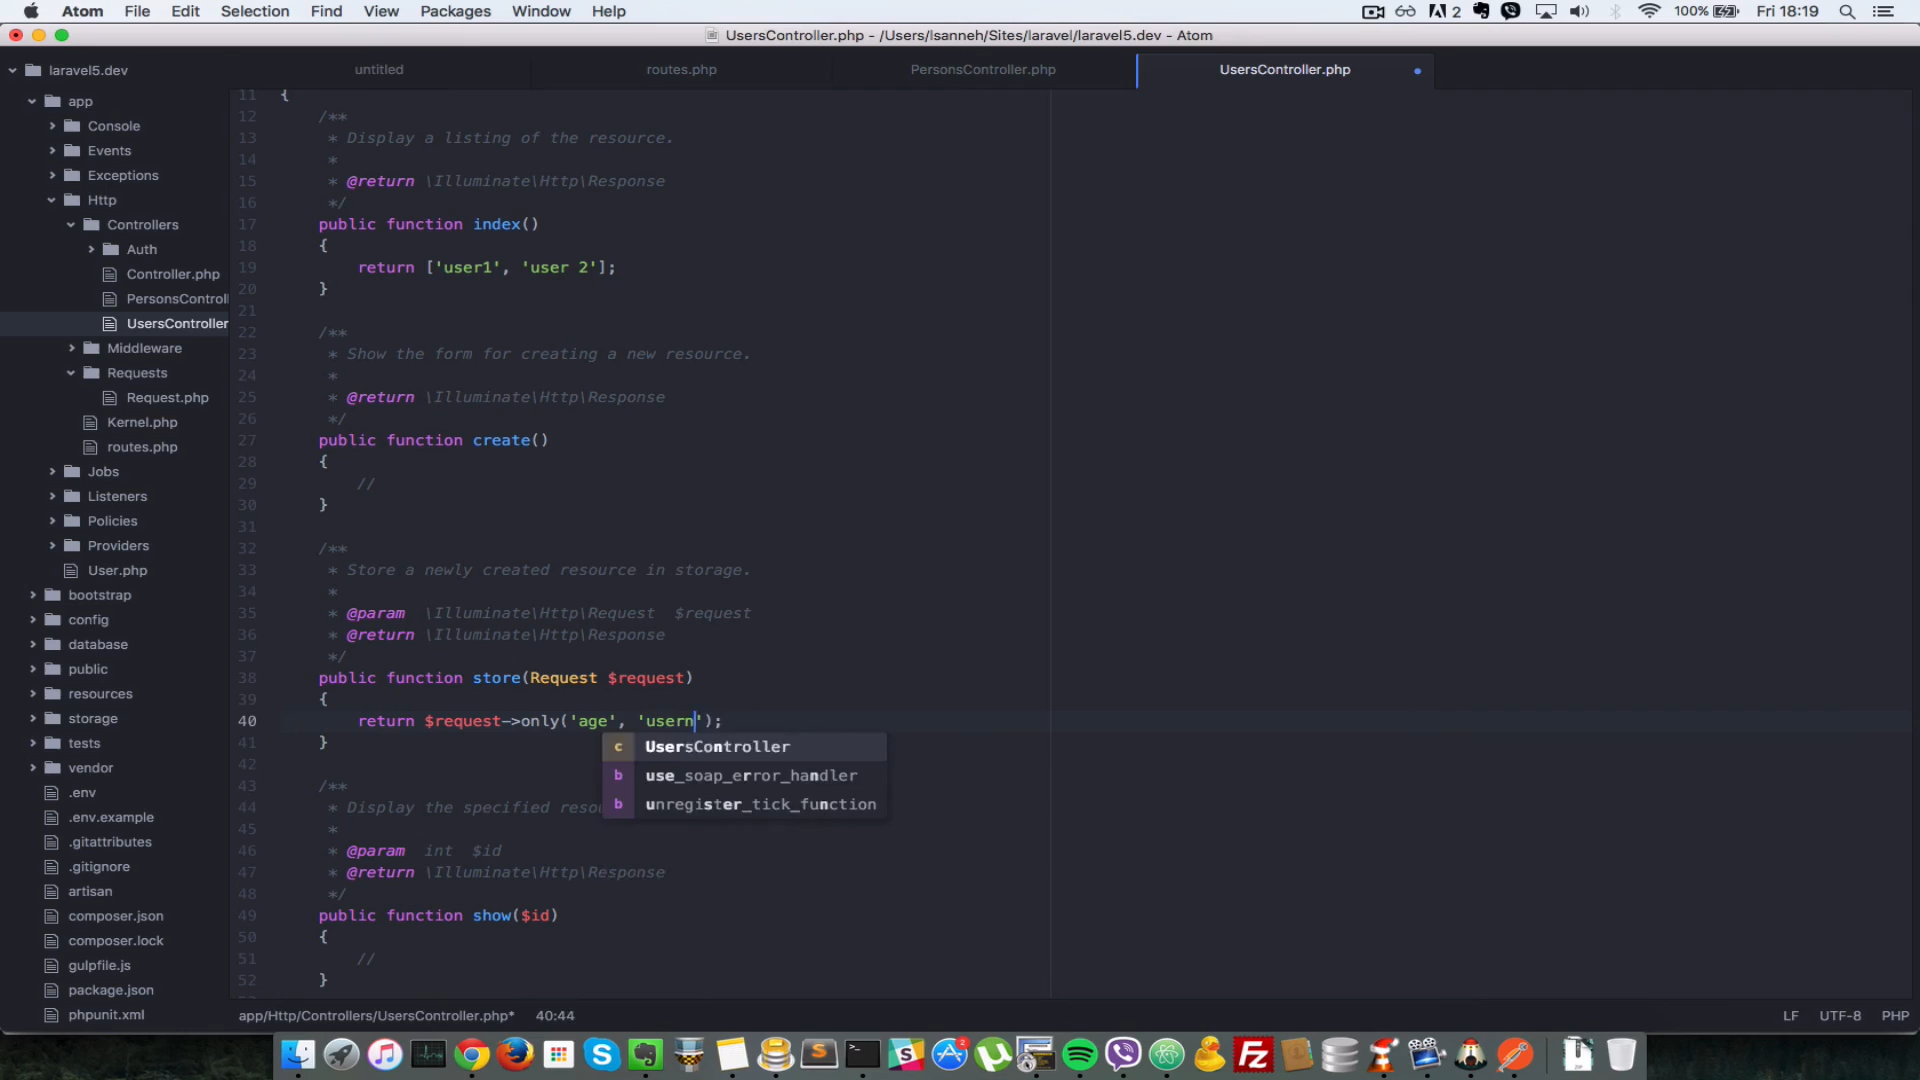 Atom File Edit Selection Find View Packages Window Help 2 100% Fri 18:19
UsersController.php - /Users/lsanneh/Sites/laravel/laravel5.dev - Atom
laravel5.dev
app
Console
Events
Exceptions
Http
Controllers
Auth
Controller.php
PersonsControll
UsersController
Middleware
Requests
Request.php
Kernel.php
routes.php
Jobs
Listeners
Policies
Providers
User.php
bootstrap
config
database
public
resources
storage
tests
vendor
.env
.env.example
.gitattributes
.gitignore
artisan
composer.json
composer.lock
gulpfile.js
package.json
phpunit.xml
untitled routes.php PersonsController.php UsersController.php
11 {
12 /**
13 * Display a listing of the resource.
14 *
15 * @return \Illuminate\Http\Response
16 */
17 public function index()
18 {
19 return ['user1', 'user 2'];
20 }
21
22 /**
23 * Show the form for creating a new resource.
24 *
25 * @return \Illuminate\Http\Response
26 */
27 public function create()
28 {
29 //
30 }
31
32 /**
33 * Store a newly created resource in storage.
34 *
35 * @param \Illuminate\Http\Request $request
36 * @return \Illuminate\Http\Response
37 */
38 public function store(Request $request)
39 {
40 return $request->only('age', 'usern');
41 }
42
43 /**
44 * Display the specified reso
45 *
46 * @param int $id
47 * @return \Illuminate\Http\Response
48 */
49 public function show($id)
50 {
51 //
52 }
c UsersController
b use_soap_error_handler
b unregister_tick_function
app/Http/Controllers/UsersController.php* 40:44 LF UTF-8 PHP